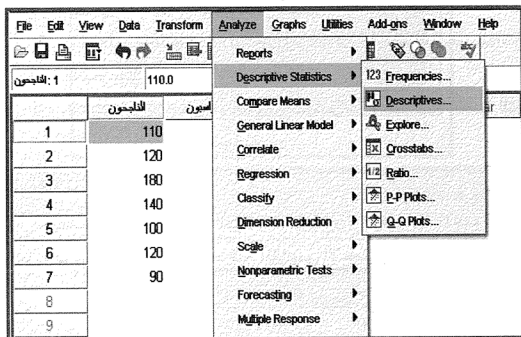 File Edit View Data Transform Analyze Graphs Utilities Add-ons Window Help
1 : الناجحون 110.0
الناجحون
1 110
2 120
3 180
4 140
5 100
6 120
7 90
8
9
Reports
Descriptive Statistics
Compare Means
General Linear Model
Correlate
Regression
Classify
Dimension Reduction
Scale
Nonparametric Tests
Forecasting
Multiple Response
123 Frequencies...
Descriptives...
Explore...
Crosstabs...
1/2 Ratio...
P-P Plots...
Q-Q Plots...